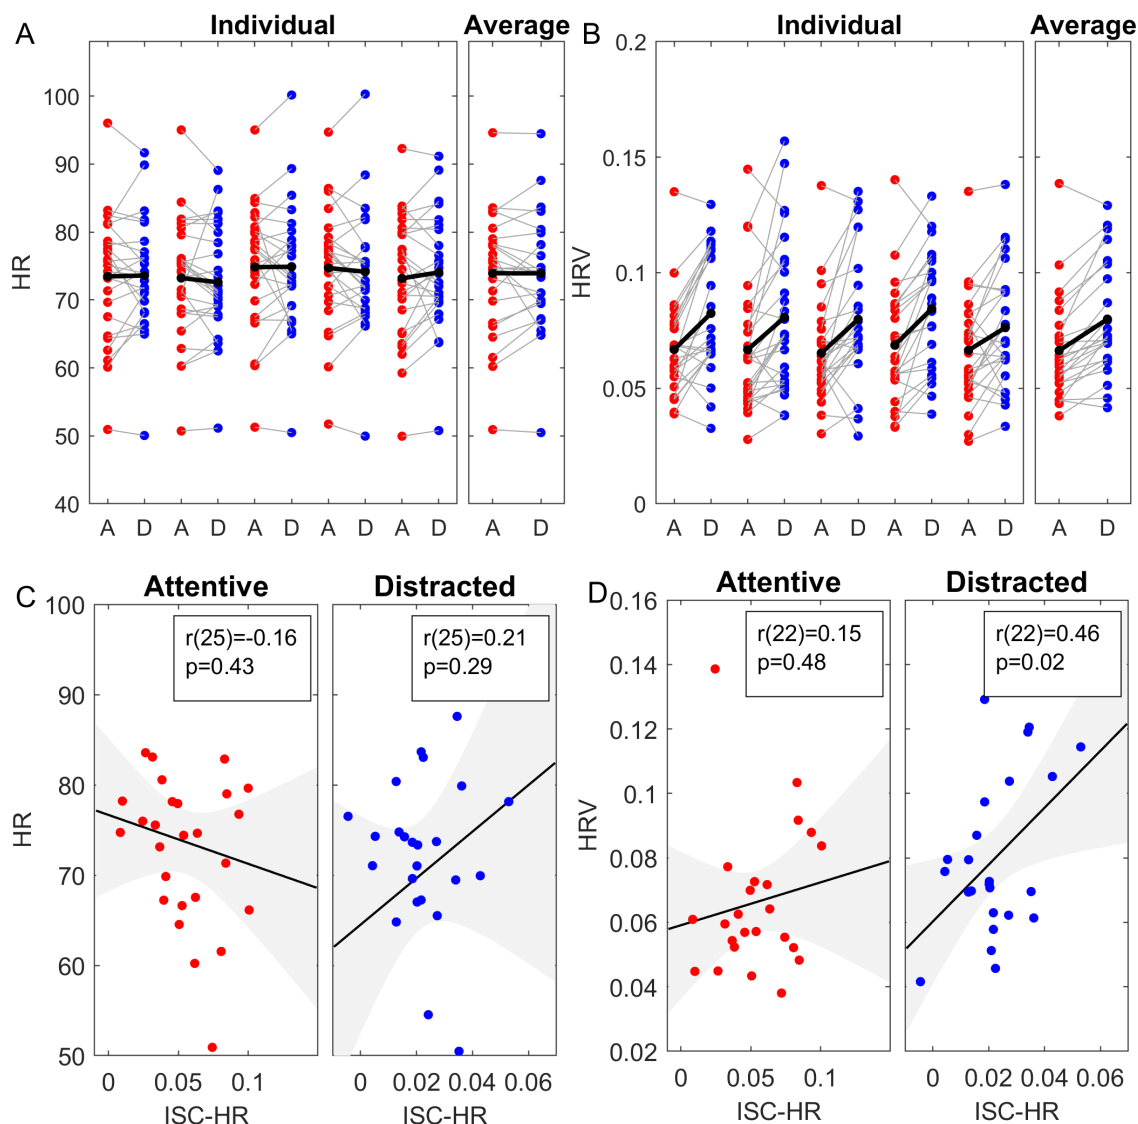 A
Individual
Average
HR
100
90
80
70
60
50
40
A D A D A D A D A D
A D
B
Individual
Average
HRV
0.2
0.15
0.1
0.05
0
A D A D A D A D A D
A D
C
Attentive
Distracted
HR
100
90
80
70
60
50
r(25)=-0.16
p=0.43
r(25)=0.21
p=0.29
0 0.05 0.1
0 0.02 0.04 0.06
ISC-HR
ISC-HR
D
Attentive
Distracted
HRV
0.16
0.14
0.12
0.1
0.08
0.06
0.04
0.02
r(22)=0.15
p=0.48
r(22)=0.46
p=0.02
0 0.05 0.1
0 0.02 0.04 0.06
ISC-HR
ISC-HR